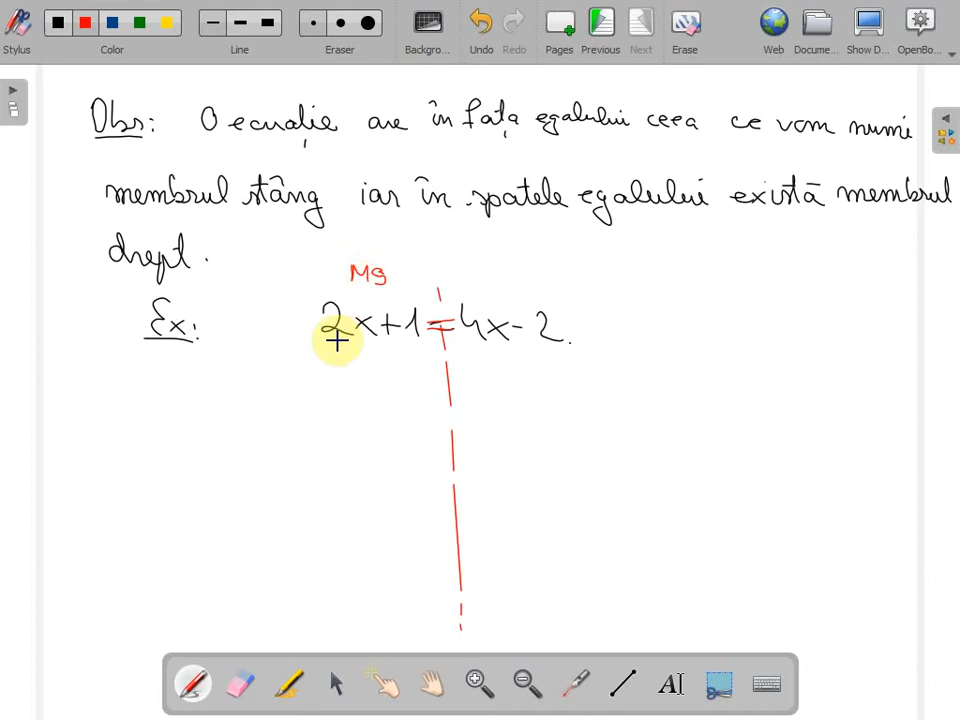 Stylus Color Line Eraser Backgro... Undo Redo Pages Previous Next Erase Web Docume... Show D... OpenBo...
Obs: O ecuație are în fața egalului ceea ce vom numi
membrul stâng iar în spatele egalului există membrul
drept.
Ms
Ex: 2x+1=4x-2.